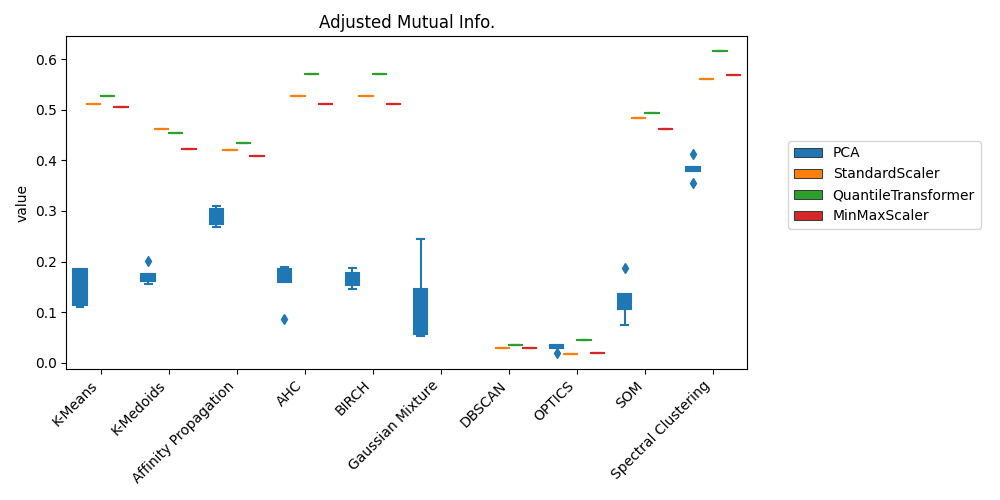 Adjusted Mutual Info.
value
0.6
0.5
0.4
0.3
0.2
0.1
0.0
K-Means
K-Medoids
Affinity Propagation
AHC
BIRCH
Gaussian Mixture
DBSCAN
OPTICS
SOM
Spectral Clustering
PCA
StandardScaler
QuantileTransformer
MinMaxScaler